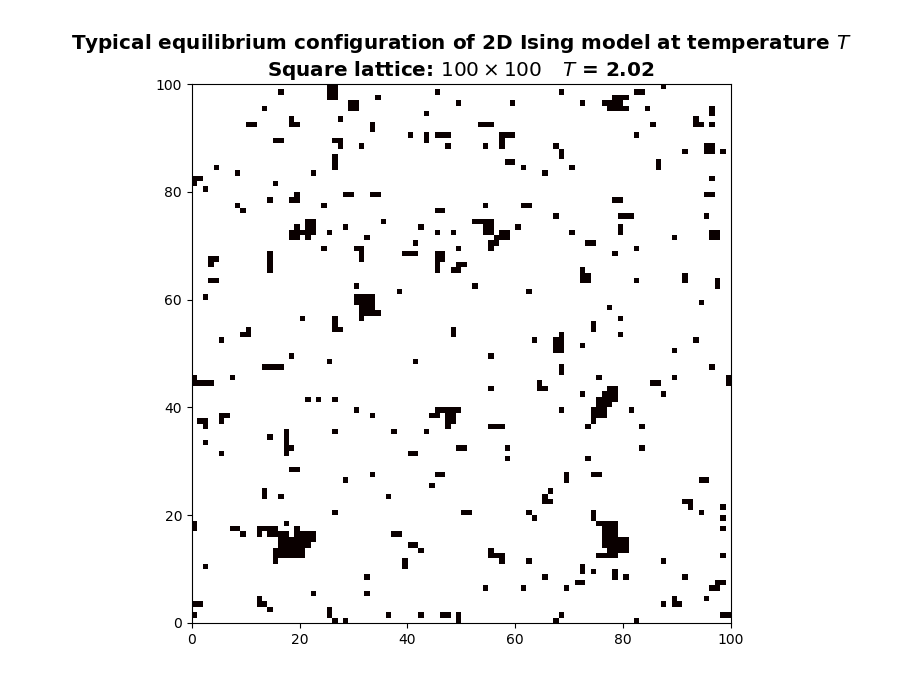 Typical equilibrium configuration of 2D Ising model at temperature T
Square lattice: 100 × 100 T = 2.02
100
80
60
40
20
0
0 20 40 60 80 100